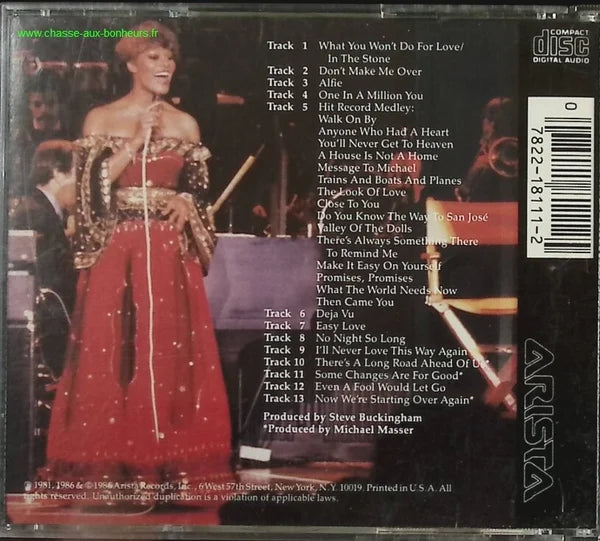 www.chasse-aux-bonheurs.fr
COMPACT
disc
DIGITAL AUDIO
Track 1 What You Won't Do For Love/
In The Stone
Track 2 Don't Make Me Over
Track 3 Alfie
Track 4 One In A Million You
Track 5 Hit Record Medley:
Walk On By
Anyone Who Had A Heart
You'll Never Get To Heaven
A House Is Not A Home
Message To Michael
Trains And Boats And Planes
The Look Of Love
Close To You
Do You Know The Way To San José
Valley Of The Dolls
There's Always Something There
To Remind Me
Make It Easy On Yourself
Promises, Promises
What The World Needs Now
Then Came You
Track 6 Deja Vu
Track 7 Easy Love
Track 8 No Night So Long
Track 9 I'll Never Love This Way Again
Track 10 There's A Long Road Ahead Of Us*
Track 11 Some Changes Are For Good*
Track 12 Even A Fool Would Let Go
Track 13 Now We're Starting Over Again*
Produced by Steve Buckingham
*Produced by Michael Masser
0 7822-18111-2
ARISTA
℗ 1981, 1986 & © 1986 Arista Records, Inc., 6 West 57th Street, New York, N.Y. 10019. Printed in U.S.A. All
rights reserved. Unauthorized duplication is a violation of applicable laws.